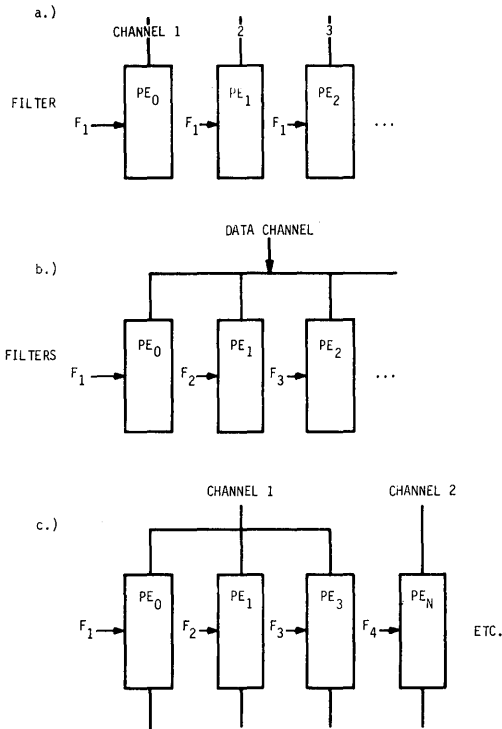 a.)
CHANNEL 1 2 3
PE0 PE1 PE2
FILTER
F1 F1 F1 ...
DATA CHANNEL
b.)
PE0 PE1 PE2
FILTERS
F1 F2 F3 ...
CHANNEL 1 CHANNEL 2
c.)
PE0 PE1 PE3 PEN
F1 F2 F3 F4 ETC.